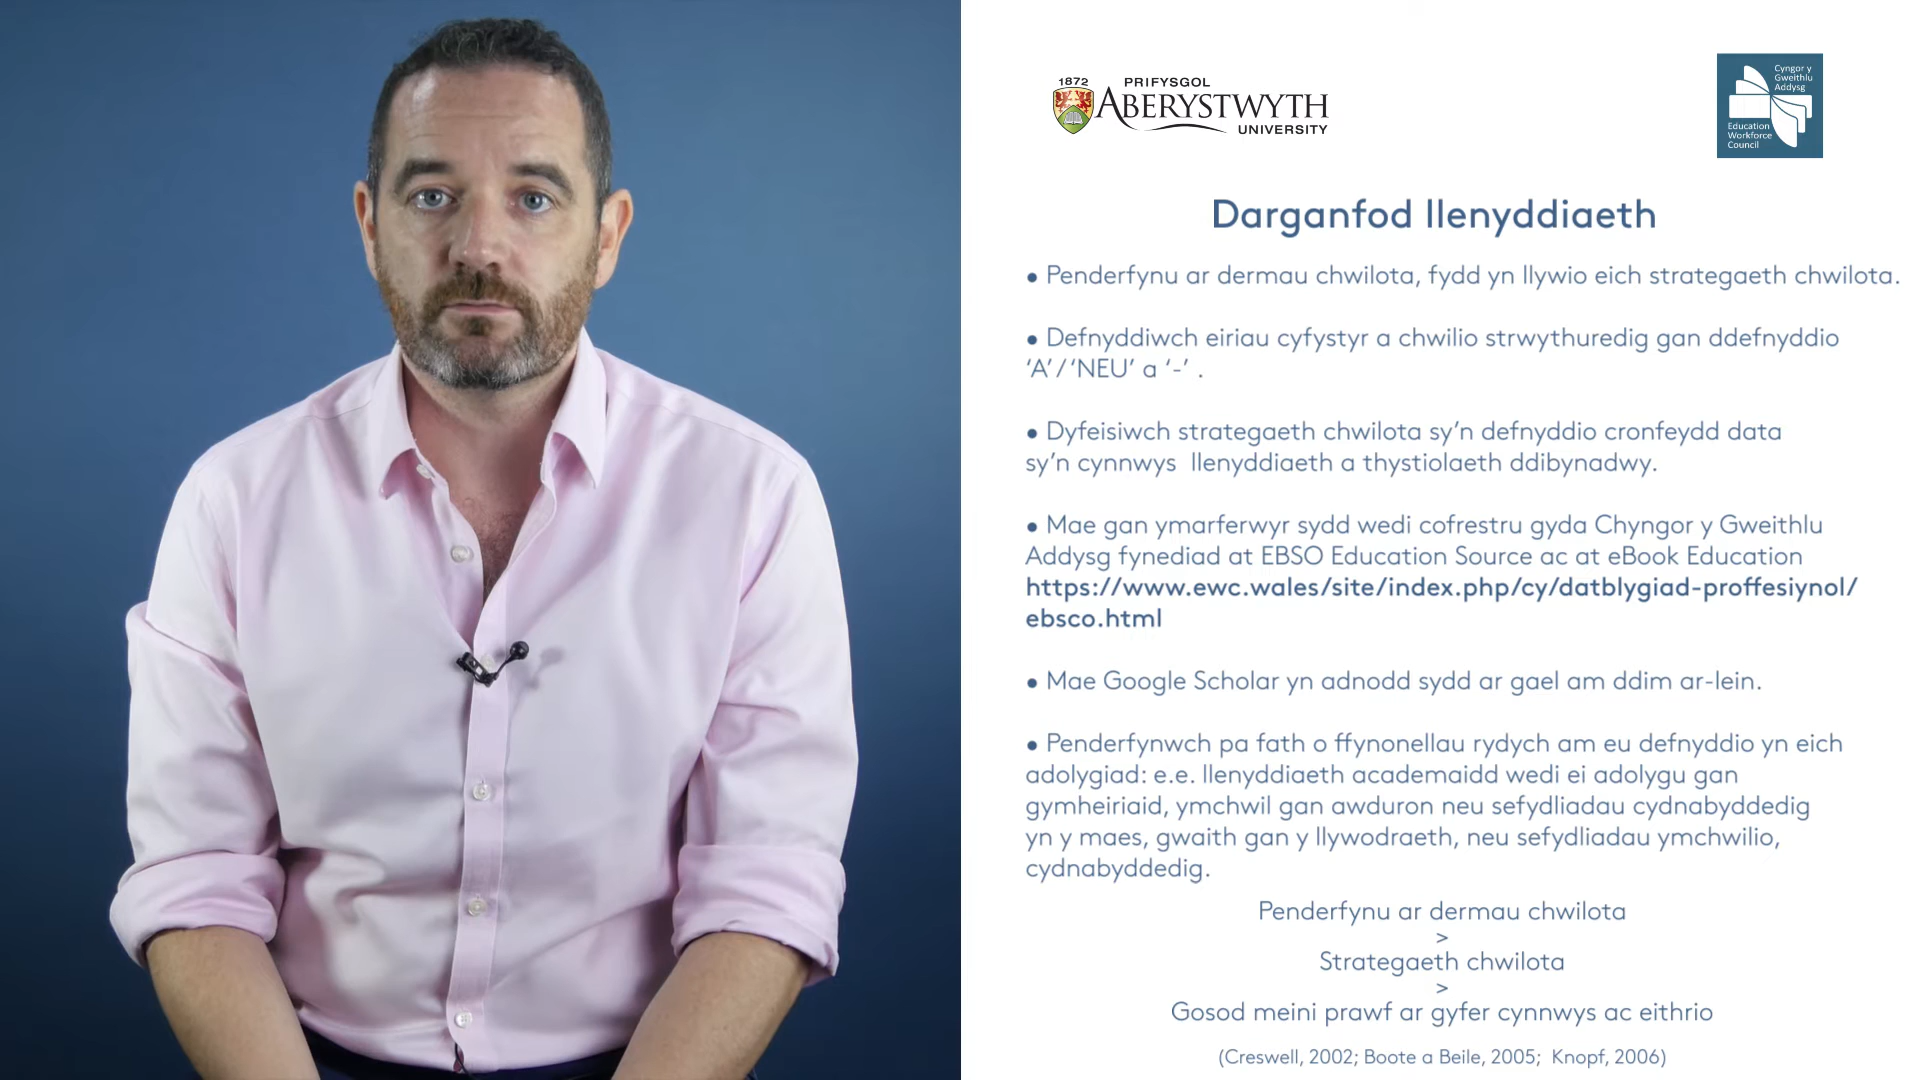 1872 PRIFYSGOL
ABERYSTWYTH
UNIVERSITY
Cyngor y
Gweithlu
Addysg
Education
Workforce
Council
Darganfod llenyddiaeth
• Penderfynu ar dermau chwilota, fydd yn llywio eich strategaeth chwilota.
• Defnyddiwch eiriau cyfystyr a chwilio strwythuredig gan ddefnyddio
‘A’ / ‘NEU’ a ‘-’ .
• Dyfeisiwch strategaeth chwilota sy’n defnyddio cronfeydd data
sy’n cynnwys llenyddiaeth a thystiolaeth ddibynadwy.
• Mae gan ymarferwyr sydd wedi cofrestru gyda Chyngor y Gweithlu
Addysg fynediad at EBSO Education Source ac at eBook Education
https://www.ewc.wales/site/index.php/cy/datblygiad-proffesiynol/
ebsco.html
• Mae Google Scholar yn adnodd sydd ar gael am ddim ar-lein.
• Penderfynwch pa fath o ffynonellau rydych am eu defnyddio yn eich
adolygiad: e.e. llenyddiaeth academaidd wedi ei adolygu gan
gymheiriaid, ymchwil gan awduron neu sefydliadau cydnabyddedig
yn y maes, gwaith gan y llywodraeth, neu sefydliadau ymchwilio,
cydnabyddedig.
Penderfynu ar dermau chwilota
>
Strategaeth chwilota
>
Gosod meini prawf ar gyfer cynnwys ac eithrio
(Creswell, 2002; Boote a Beile, 2005; Knopf, 2006)